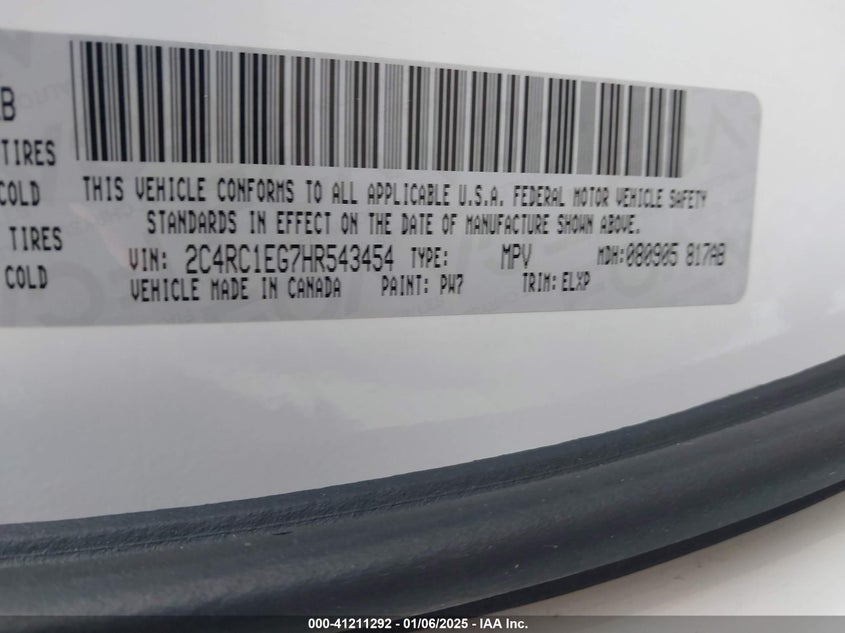 B
TIRES
COLD
TIRES
COLD
THIS VEHICLE CONFORMS TO ALL APPLICABLE U.S.A. FEDERAL MOTOR VEHICLE SAFETY
STANDARDS IN EFFECT ON THE DATE OF MANUFACTURE SHOWN ABOVE.
VIN: 2C4RC1EG7HR543454 TYPE: MPV MDH:080905 817AB
VEHICLE MADE IN CANADA PAINT: PW7 TRIM: ELXP
000-41211292 - 01/06/2025 - IAA Inc.